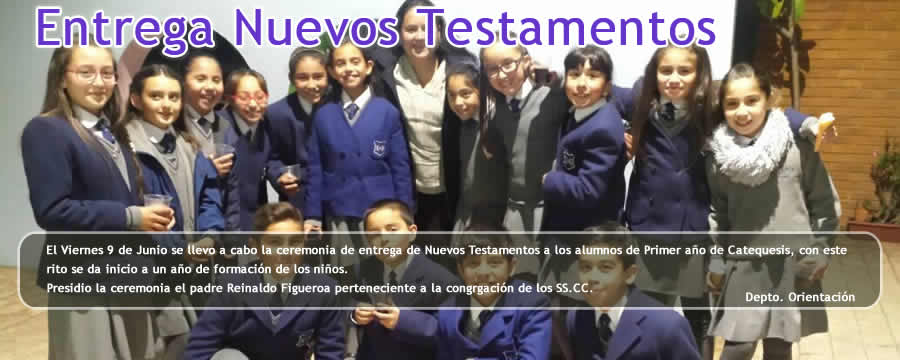 Entrega Nuevos Testamentos
El Viernes 9 de Junio se llevo a cabo la ceremonia de entrega de Nuevos Testamentos a los alumnos de Primer año de Catequesis, con este
rito se da inicio a un año de formación de los niños.
Presidio la ceremonia el padre Reinaldo Figueroa perteneciente a la congrgación de los SS.CC.
Depto. Orientación